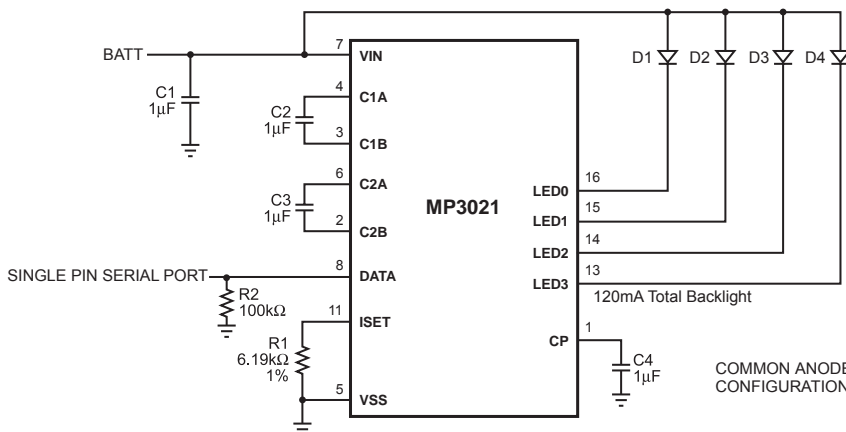 BATT
C1
1µF
7
VIN
4
C1A
C2
1µF
3
C1B
6
C2A
C3
1µF
2
C2B
SINGLE PIN SERIAL PORT
8
DATA
R2
100kΩ
11
ISET
R1
6.19kΩ
1%
5
VSS
MP3021
D1 D2 D3 D4
16
LED0
15
LED1
14
LED2
13
LED3
120mA Total Backlight
1
CP
C4
1µF
COMMON ANODE
CONFIGURATION